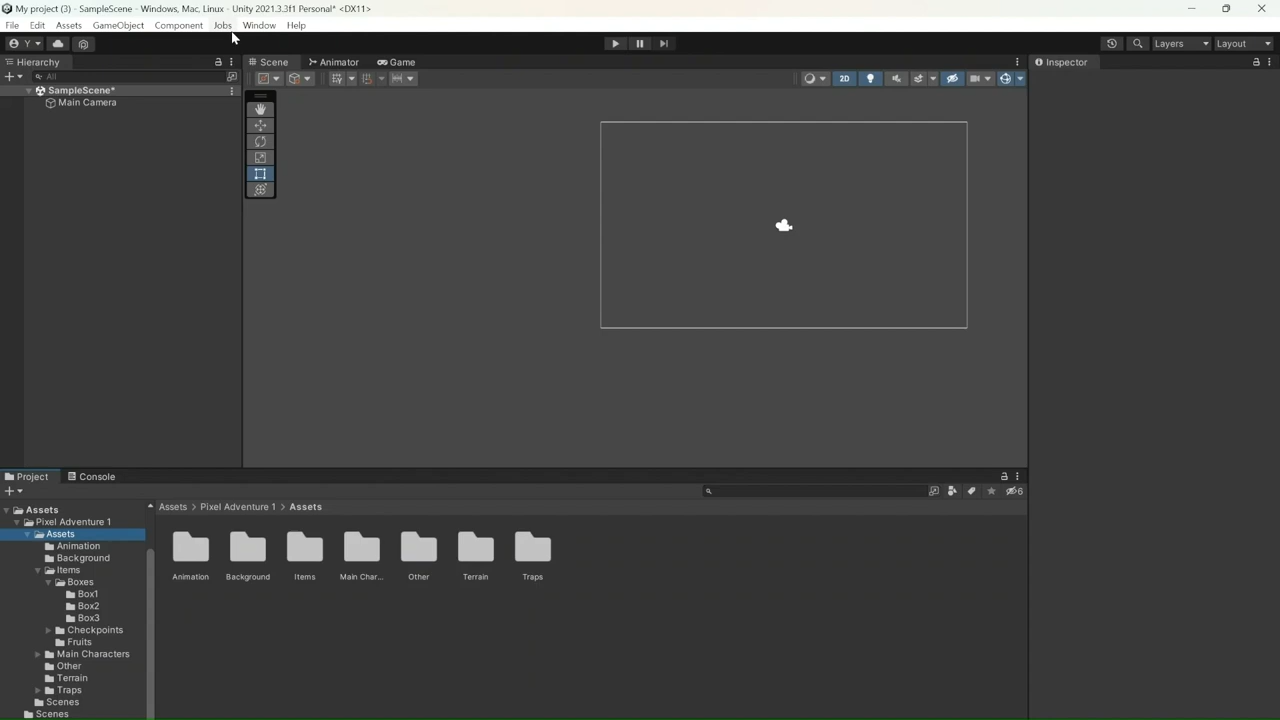 My project (3) - SampleScene - Windows, Mac, Linux - Unity 2021.3.3f1 Personal* <DX11>
File Edit Assets GameObject Component Jobs Window Help
Y Layers Layout
Hierarchy Scene Animator Game Inspector
All 2D
SampleScene*
Main Camera
Project Console
6
Assets Assets > Pixel Adventure 1 > Assets
Pixel Adventure 1
Assets
Animation
Background
Items
Boxes
Animation Background Items Main Char... Other Terrain Traps
Box1
Box2
Box3
Checkpoints
Fruits
Main Characters
Other
Terrain
Traps
Scenes
Scenes